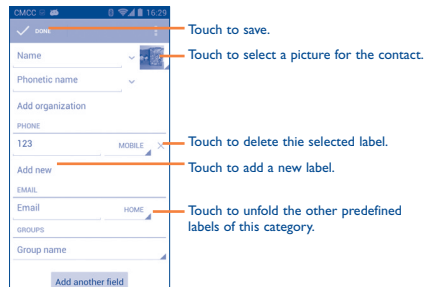 CMCC 16:29
DONE
Touch to save.
Name
Touch to select a picture for the contact.
Phonetic name
Add organization
PHONE
123 MOBILE
Touch to delete thie selected label.
Add new
Touch to add a new label.
EMAIL
Email HOME
Touch to unfold the other predefined
labels of this category.
GROUPS
Group name
Add another field